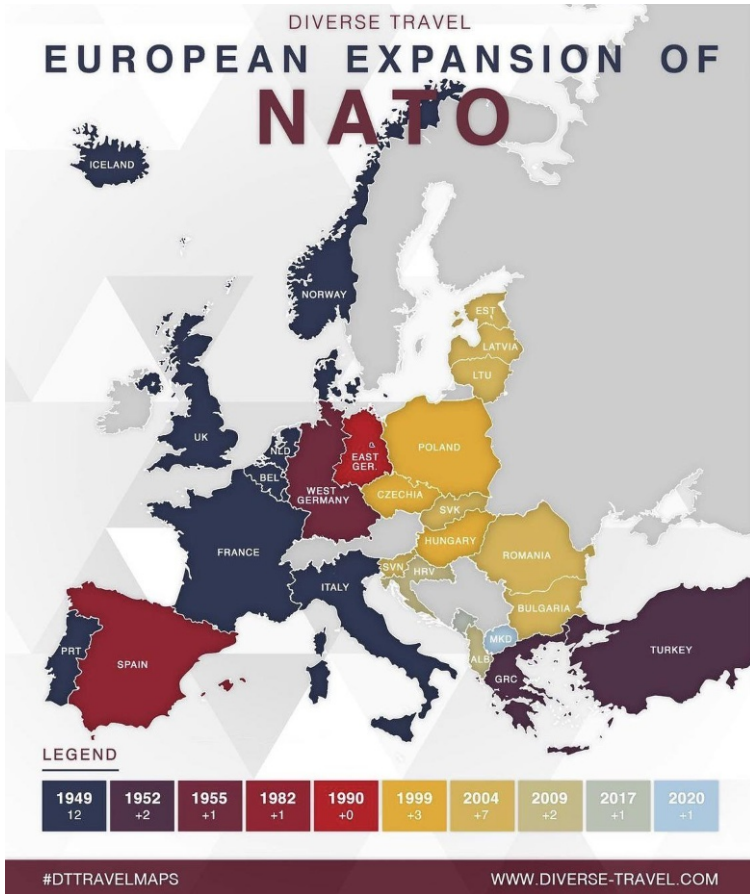 DIVERSE TRAVEL
EUROPEAN EXPANSION OF
NATO
ICELAND
NORWAY
EST
LATVIA
LTU
UK
NLD
BEL
EAST
GER.
WEST
GERMANY
POLAND
CZECHIA
SVK
HUNGARY
FRANCE
ITALY
SVN
HRV
ROMANIA
BULGARIA
MKD
ALB
GRC
TURKEY
PRT
SPAIN
LEGEND
1949 1952 1955 1982 1990 1999 2004 2009 2017 2020
12 +2 +1 +1 +0 +3 +7 +2 +1 +1
#DTTRAVELMAPS WWW.DIVERSE-TRAVEL.COM